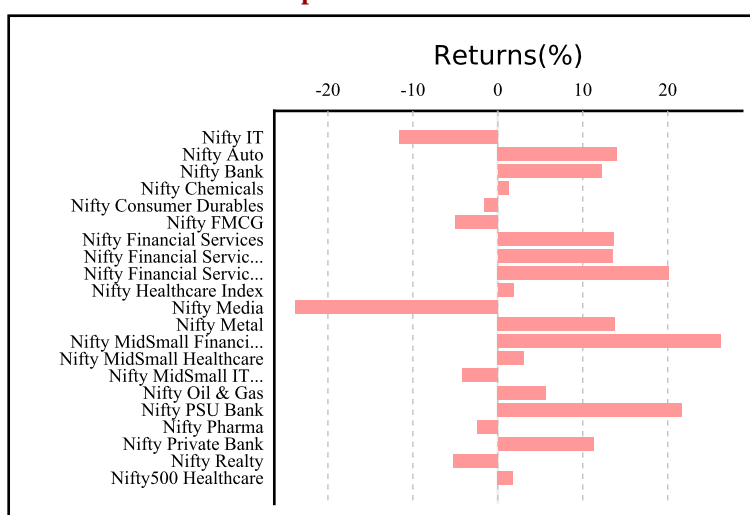 Returns(%)
-20 -10 0 10 20
Nifty IT
Nifty Auto
Nifty Bank
Nifty Chemicals
Nifty Consumer Durables
Nifty FMCG
Nifty Financial Services
Nifty Financial Servic...
Nifty Financial Servic...
Nifty Healthcare Index
Nifty Media
Nifty Metal
Nifty MidSmall Financi...
Nifty MidSmall Healthcare
Nifty MidSmall IT...
Nifty Oil & Gas
Nifty PSU Bank
Nifty Pharma
Nifty Private Bank
Nifty Realty
Nifty500 Healthcare